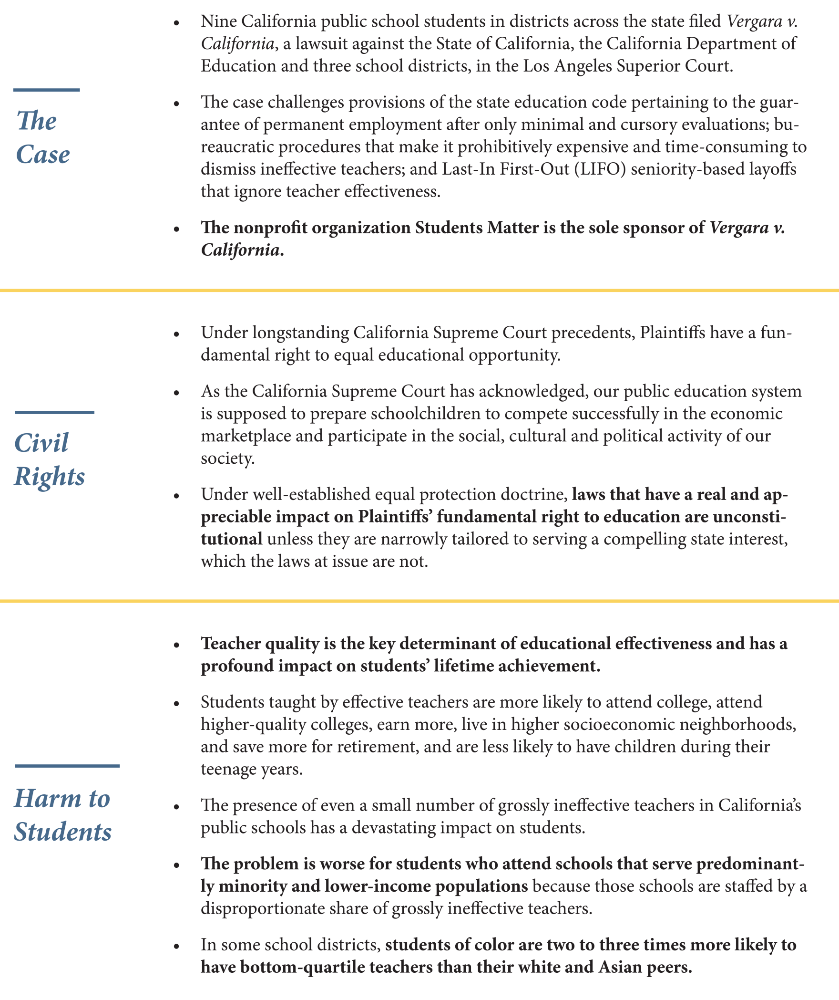 The
Case
• Nine California public school students in districts across the state filed Vergara v.
California, a lawsuit against the State of California, the California Department of
Education and three school districts, in the Los Angeles Superior Court.
• The case challenges provisions of the state education code pertaining to the guar-
antee of permanent employment after only minimal and cursory evaluations; bu-
reaucratic procedures that make it prohibitively expensive and time-consuming to
dismiss ineffective teachers; and Last-In First-Out (LIFO) seniority-based layoffs
that ignore teacher effectiveness.
• The nonprofit organization Students Matter is the sole sponsor of Vergara v.
California.
Civil
Rights
• Under longstanding California Supreme Court precedents, Plaintiffs have a fun-
damental right to equal educational opportunity.
• As the California Supreme Court has acknowledged, our public education system
is supposed to prepare schoolchildren to compete successfully in the economic
marketplace and participate in the social, cultural and political activity of our
society.
• Under well-established equal protection doctrine, laws that have a real and ap-
preciable impact on Plaintiffs’ fundamental right to education are unconsti-
tutional unless they are narrowly tailored to serving a compelling state interest,
which the laws at issue are not.
Harm to
Students
• Teacher quality is the key determinant of educational effectiveness and has a
profound impact on students’ lifetime achievement.
• Students taught by effective teachers are more likely to attend college, attend
higher-quality colleges, earn more, live in higher socioeconomic neighborhoods,
and save more for retirement, and are less likely to have children during their
teenage years.
• The presence of even a small number of grossly ineffective teachers in California’s
public schools has a devastating impact on students.
• The problem is worse for students who attend schools that serve predominant-
ly minority and lower-income populations because those schools are staffed by a
disproportionate share of grossly ineffective teachers.
• In some school districts, students of color are two to three times more likely to
have bottom-quartile teachers than their white and Asian peers.